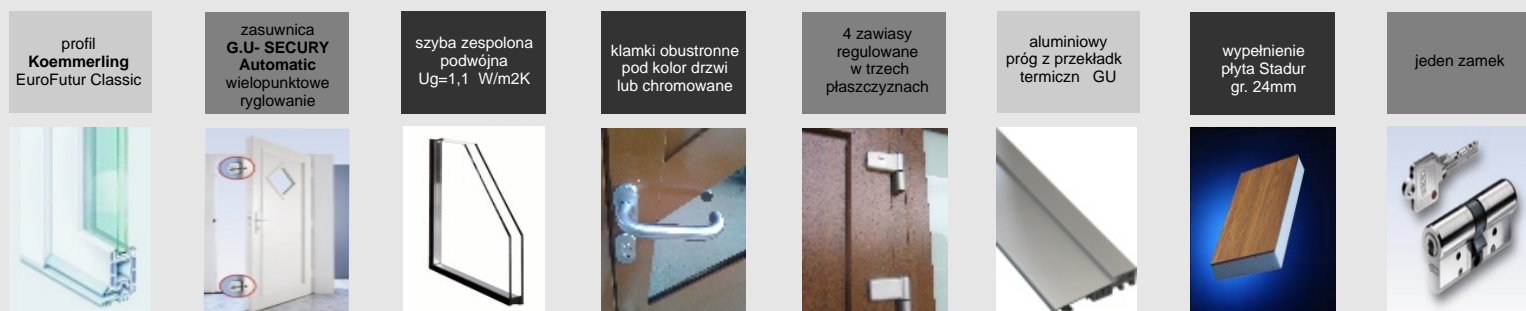 profil
Koemmerling
EuroFutur Classic
zasuwnica
G.U- SECURY
Automatic
wielopunktowe
ryglowanie
szyba zespolona
podwójna
Ug=1,1 W/m2K
klamki obustronne
pod kolor drzwi
lub chromowane
4 zawiasy
regulowane
w trzech
płaszczyznach
aluminiowy
próg z przekładk
termiczn GU
wypełnienie
płyta Stadur
gr. 24mm
jeden zamek